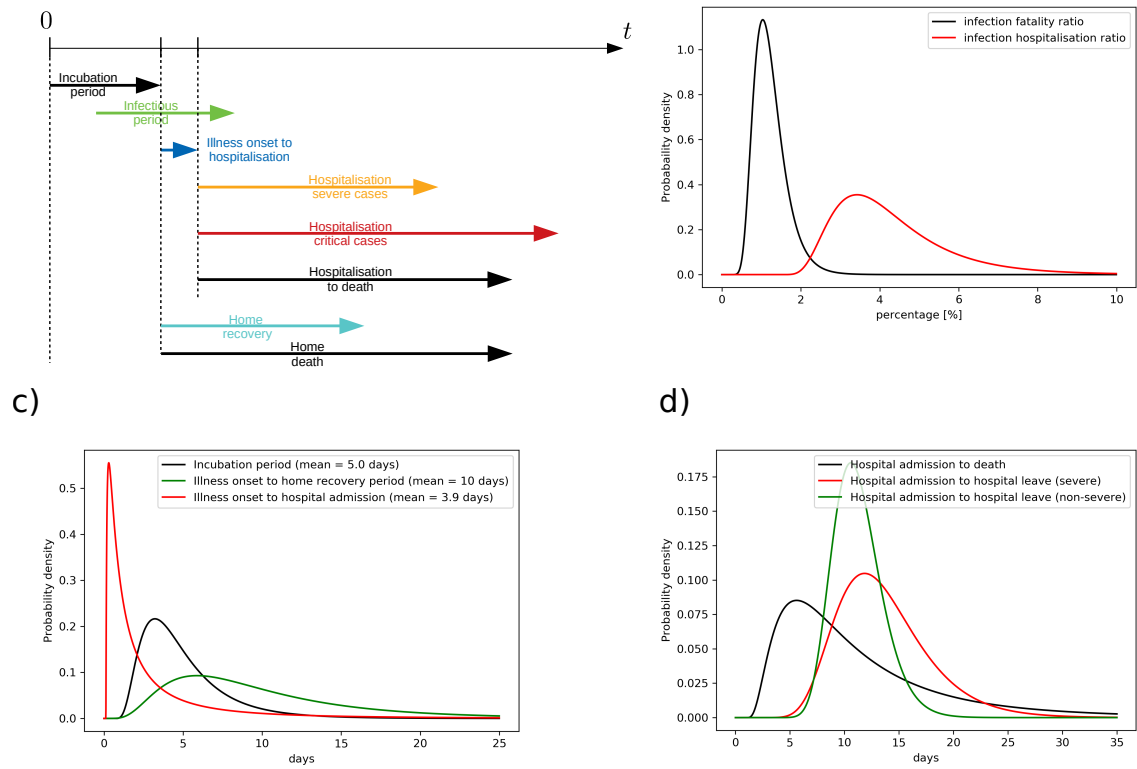 0
t
Incubation
period
Infectious
period
Illness onset to
hospitalisation
Hospitalisation
severe cases
Hospitalisation
critical cases
Hospitalisation
to death
Home
recovery
Home
death
infection fatality ratio
infection hospitalisation ratio
Probabaility density
1.0
0.8
0.6
0.4
0.2
0.0
0 2 4 6 8 10
percentage [%]
c)
Incubation period (mean = 5.0 days)
Illness onset to home recovery period (mean = 10 days)
Illness onset to hospital admission (mean = 3.9 days)
Probability density
0.5
0.4
0.3
0.2
0.1
0.0
0 5 10 15 20 25
days
d)
Hospital admission to death
Hospital admission to hospital leave (severe)
Hospital admission to hospital leave (non-severe)
Probability density
0.175
0.150
0.125
0.100
0.075
0.050
0.025
0.000
0 5 10 15 20 25 30 35
days